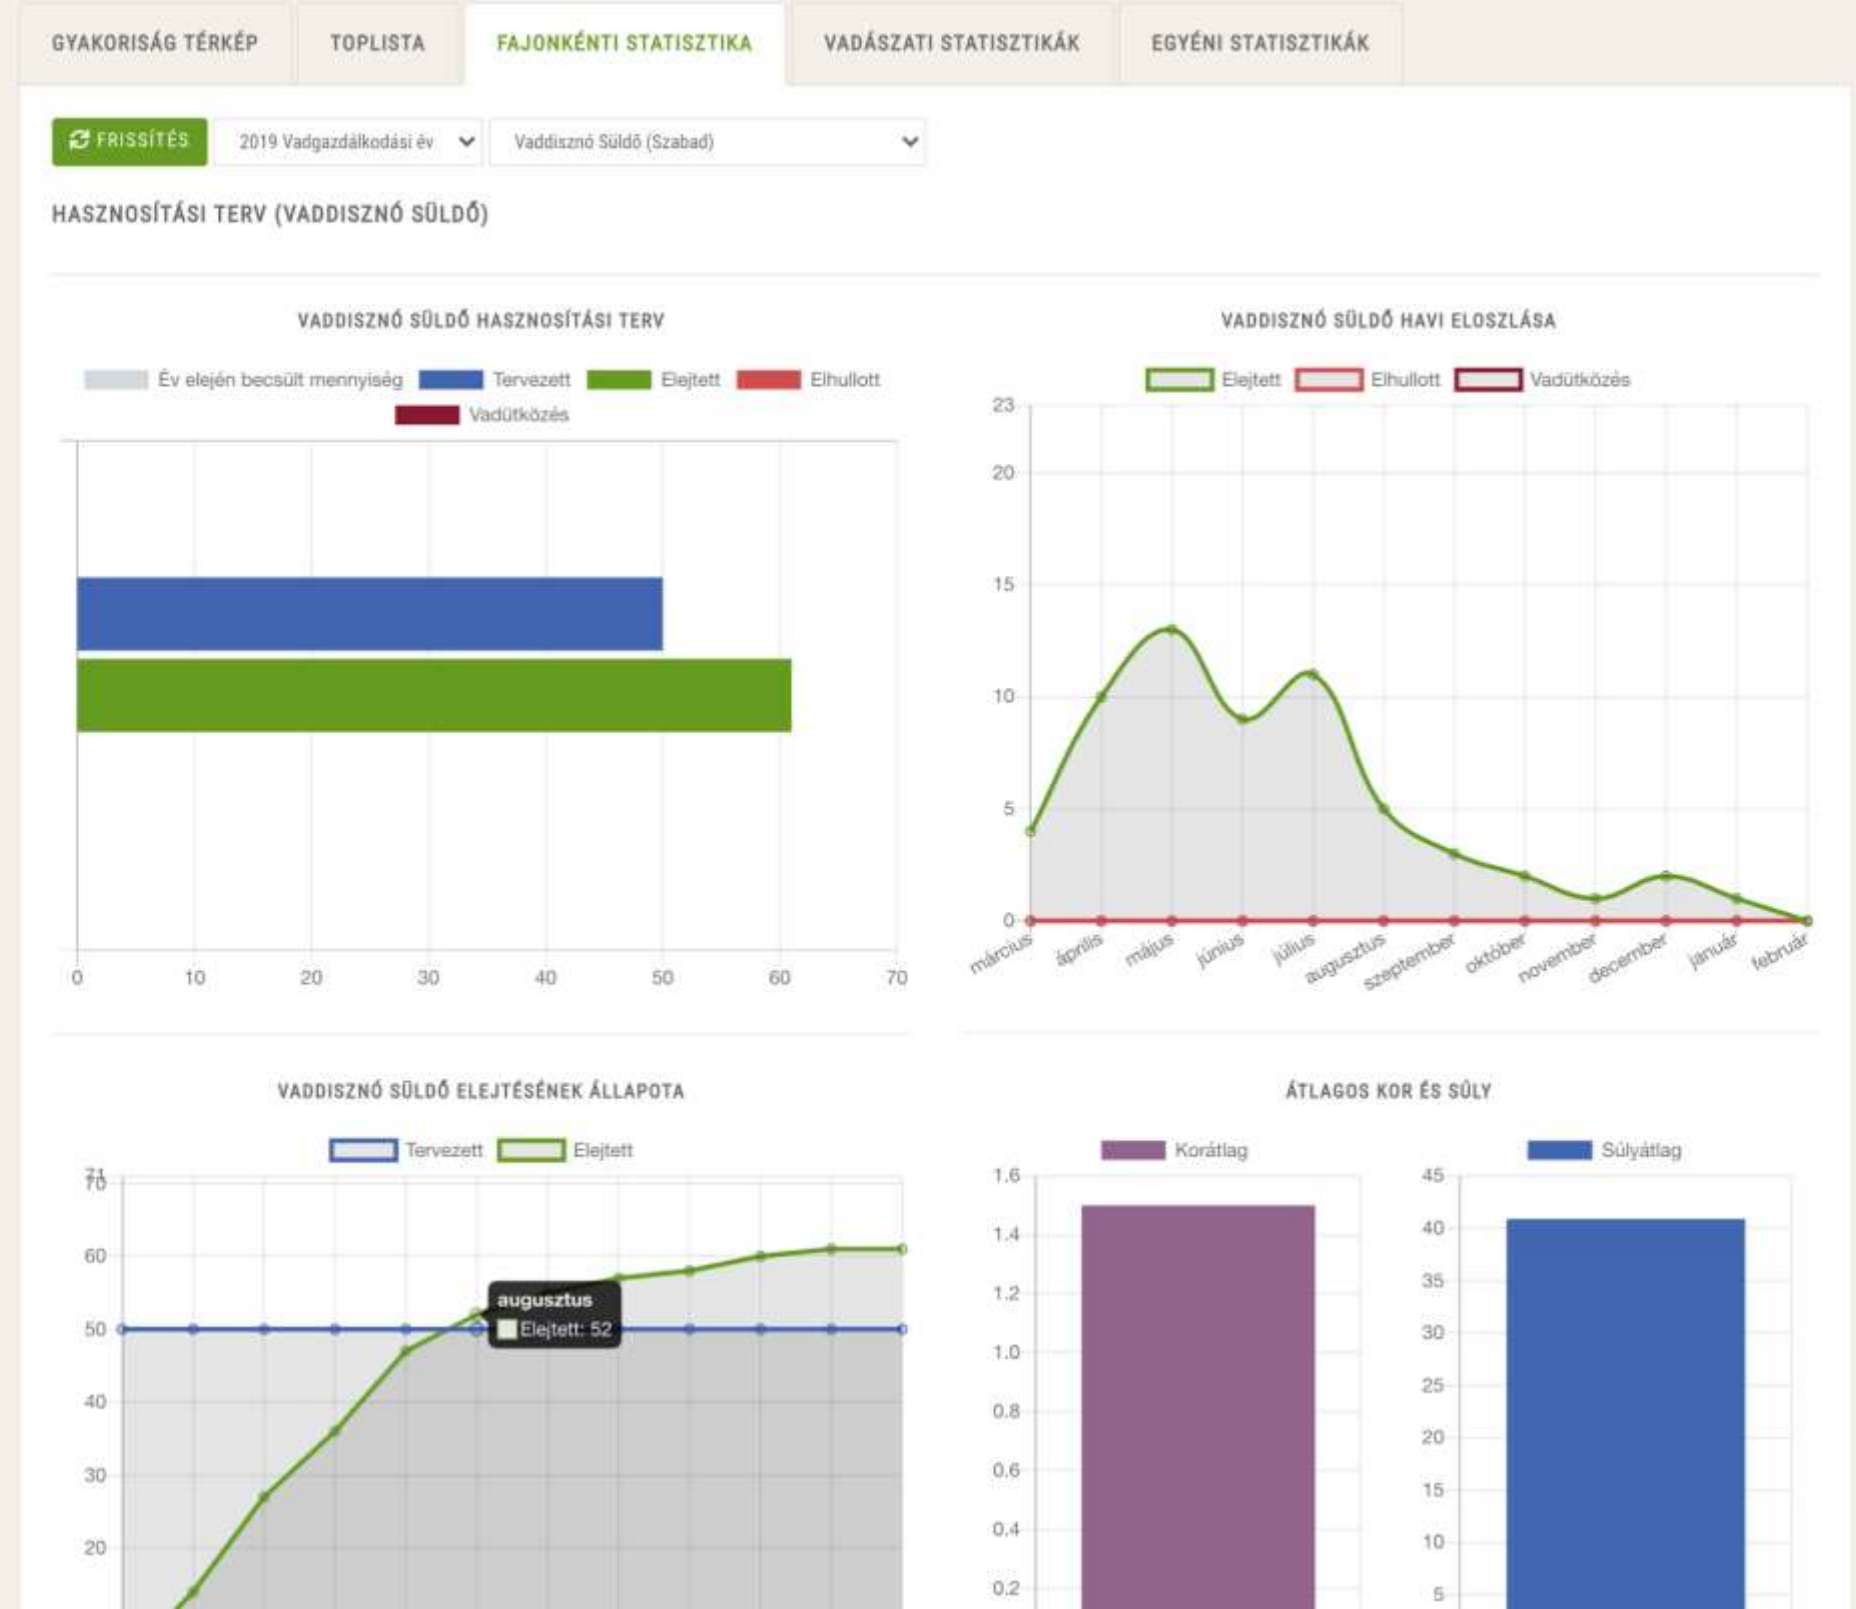 GYAKORISÁG TÉRKÉP
TOPLISTA
FAJONKÉNTI STATISZTIKA
VADÁSZATI STATISZTIKÁK
EGYÉNI STATISZTIKÁK
FRISSÍTÉS
2019 Vadgazdálkodási év
Vaddisznó Süldő (Szabad)
HASZNOSÍTÁSI TERV (VADDISZNÓ SÜLDŐ)
VADDISZNÓ SÜLDŐ HASZNOSÍTÁSI TERV
Év elején becsült mennyiség
Tervezett
Elejtett
Elhullott
Vadütközés
0
10
20
30
40
50
60
70
VADDISZNÓ SÜLDŐ HAVI ELOSZLÁSA
Elejtett
Elhullott
Vadütközés
23
20
15
10
5
0
március
április
május
június
július
augusztus
szeptember
október
november
december
január
február
VADDISZNÓ SÜLDŐ ELEJTÉSÉNEK ÁLLAPOTA
Tervezett
Elejtett
71
70
60
50
40
30
20
augusztus
Elejtett: 52
ÁTLAGOS KOR ÉS SÚLY
Korátlag
1.6
1.4
1.2
1.0
0.8
0.6
0.4
0.2
Súlyátlag
45
40
35
30
25
20
15
10
5